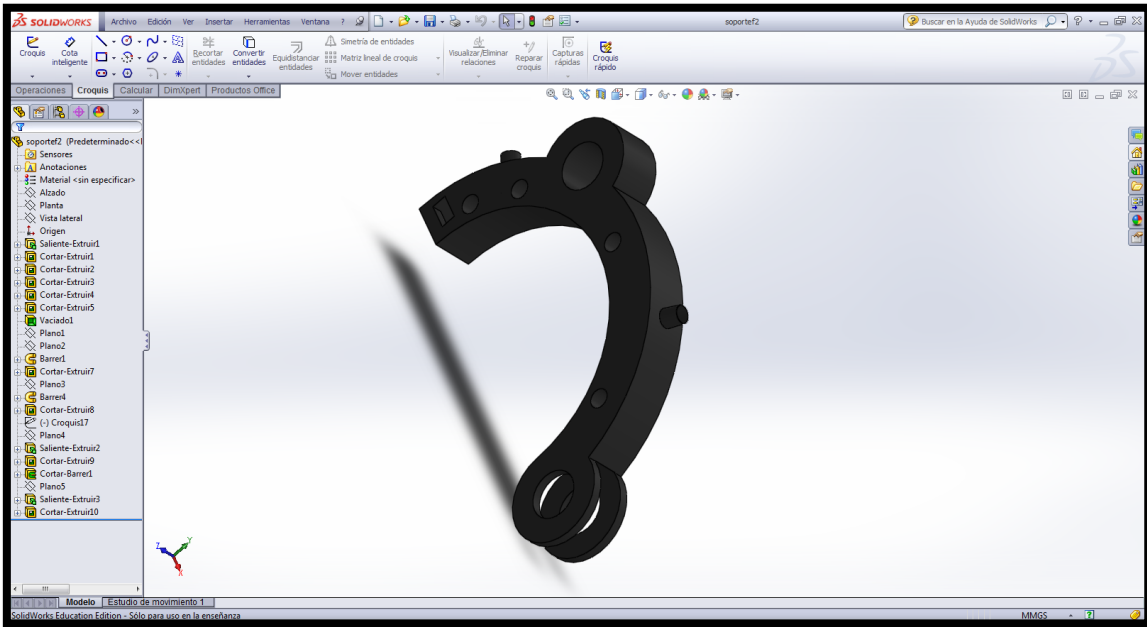 SOLIDWORKS Archivo Edición Ver Insertar Herramientas Ventana ? soportef2 Buscar en la Ayuda de SolidWorks
Croquis
Cota inteligente
Recortar entidades
Convertir entidades
Equidistanciar entidades
Simetría de entidades
Matriz lineal de croquis
Mover entidades
Visualizar/Eliminar relaciones
Reparar croquis
Capturas rápidas
Croquis rápido
Operaciones Croquis Calcular DimXpert Productos Office
soportef2 (Predeterminado<<
Sensores
Anotaciones
Material <sin especificar>
Alzado
Planta
Vista lateral
Origen
Saliente-Extruir1
Cortar-Extruir1
Cortar-Extruir2
Cortar-Extruir3
Cortar-Extruir4
Cortar-Extruir5
Vaciado1
Plano1
Plano2
Barrer1
Cortar-Extruir7
Plano3
Barrer4
Cortar-Extruir8
(-) Croquis17
Plano4
Saliente-Extruir2
Cortar-Extruir9
Cortar-Barrer1
Plano5
Saliente-Extruir3
Cortar-Extruir10
Z Y
X
Modelo Estudio de movimiento 1
SolidWorks Education Edition - Sólo para uso en la enseñanza MMGS